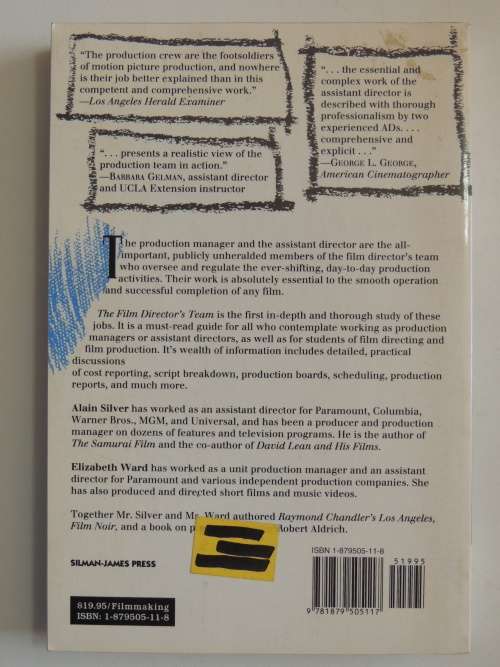 “The production crew are the footsoldiers
of motion picture production, and nowhere
is their job better explained than in this
competent and comprehensive work.”
—Los Angeles Herald Examiner
“. . . presents a realistic view of the
production team in action.”
—BARBARA GELMAN, assistant director
and UCLA Extension instructor
“. . . the essential and
complex work of the
assistant director is
described with thorough
professionalism by two
experienced ADs. . . .
comprehensive and
explicit . . .”
—GEORGE L. GEORGE,
American Cinematographer
The production manager and the assistant director are the all-
important, publicly unheralded members of the film director’s team
who oversee and regulate the ever-shifting, day-to-day production
activities. Their work is absolutely essential to the smooth operation
and successful completion of any film.
The Film Director’s Team is the first in-depth and thorough study of these
jobs. It is a must-read guide for all who contemplate working as production
managers or assistant directors, as well as for students of film directing and
film production. It’s wealth of information includes detailed, practical
discussions
of cost reporting, script breakdown, production boards, scheduling, production
reports, and much more.
Alain Silver has worked as an assistant director for Paramount, Columbia,
Warner Bros., MGM, and Universal, and has been a producer and production
manager on dozens of features and television programs. He is the author of
The Samurai Film and the co-author of David Lean and His Films.
Elizabeth Ward has worked as a unit production manager and an assistant
director for Paramount and various independent production companies. She
has also produced and directed short films and music videos.
Together Mr. Silver and Ms. Ward authored Raymond Chandler’s Los Angeles,
Film Noir, and a book on Robert Aldrich.
SILMAN-JAMES PRESS
ISBN 1-879505-11-8
51995
9 781879 505117
$19.95/Filmmaking
ISBN: 1-879505-11-8